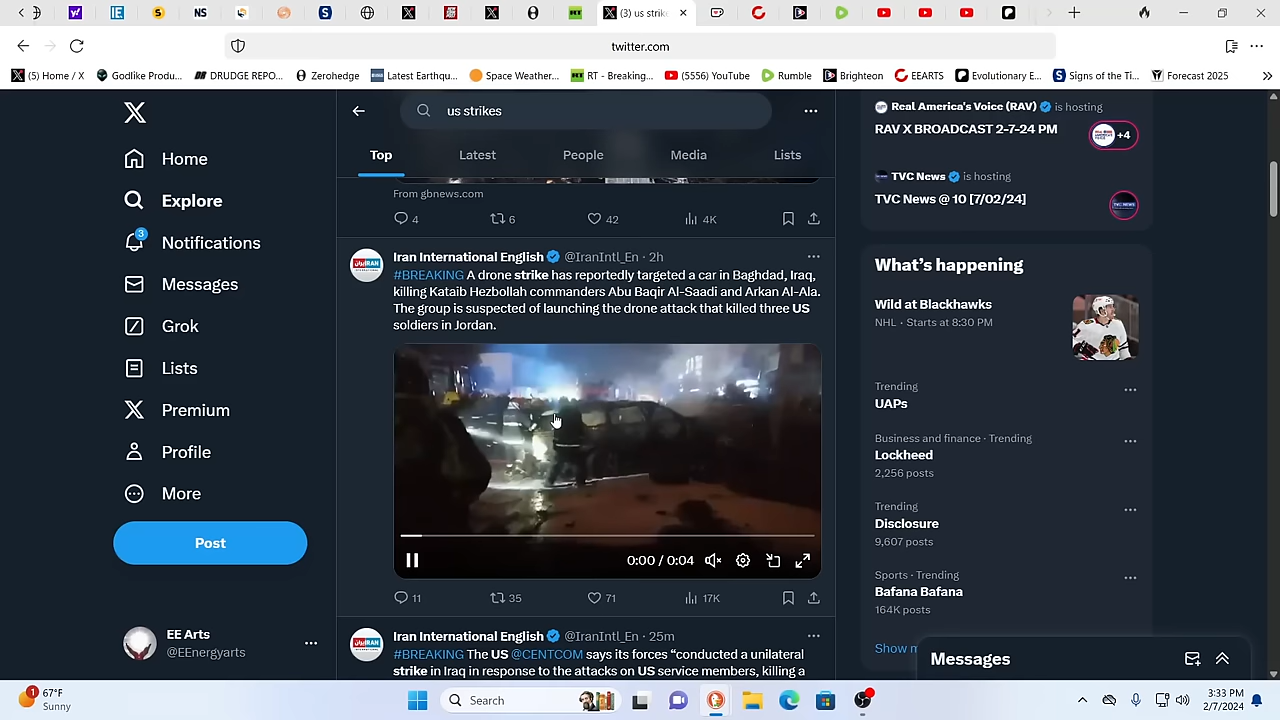 (3) us strik
twitter.com
(5) Home / X
Godlike Produ...
DRUDGE REPO...
Zerohedge
Latest Earthqu...
Space Weather...
RT - Breaking...
(5556) YouTube
Rumble
Brighteon
EEARTS
Evolutionary E...
Signs of the Ti...
Forecast 2025
us strikes
Top
Latest
People
Media
Lists
Home
Explore
3
Notifications
Messages
Grok
Lists
Premium
Profile
More
Post
EE Arts
@EEnergyarts
From gbnews.com
4
6
42
4K
Iran International English @IranIntl_En · 2h
#BREAKING A drone strike has reportedly targeted a car in Baghdad, Iraq,
killing Kataib Hezbollah commanders Abu Baqir Al-Saadi and Arkan Al-Ala.
The group is suspected of launching the drone attack that killed three US
soldiers in Jordan.
0:00 / 0:04
11
35
71
17K
Iran International English @IranIntl_En · 25m
#BREAKING The US @CENTCOM says its forces “conducted a unilateral
strike in Iraq in response to the attacks on US service members, killing a
Real America's Voice (RAV) is hosting
RAV X BROADCAST 2-7-24 PM
+4
TVC News is hosting
TVC News @ 10 [7/02/24]
What’s happening
Wild at Blackhawks
NHL · Starts at 8:30 PM
Trending
UAPs
Business and finance · Trending
Lockheed
2,256 posts
Trending
Disclosure
9,607 posts
Sports · Trending
Bafana Bafana
164K posts
Show m
Messages
1
67°F
Sunny
Search
3:33 PM
2/7/2024